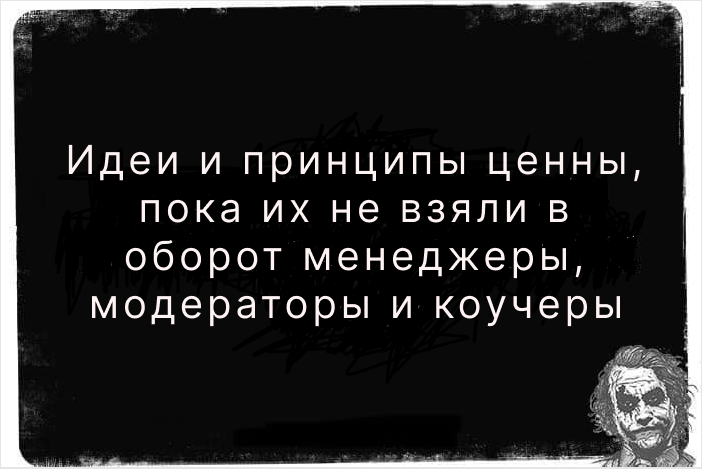 Идеи и принципы ценны,
пока их не взяли в
оборот менеджеры,
модераторы и коучеры